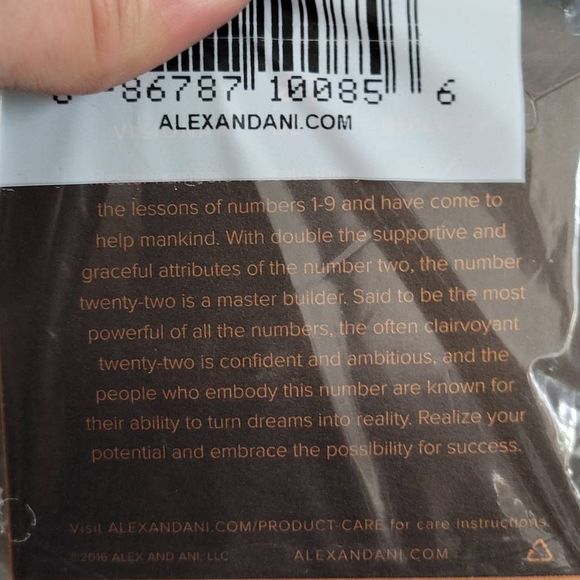 86787 10085 6
ALEXANDANI.COM
the lessons of numbers 1-9 and have come to
help mankind. With double the supportive and
graceful attributes of the number two, the number
twenty-two is a master builder. Said to be the most
powerful of all the numbers, the often clairvoyant
twenty-two is confident and ambitious, and the
people who embody this number are known for
their ability to turn dreams into reality. Realize your
potential and embrace the possibility for success.
Visit ALEXANDANI.COM/PRODUCT-CARE for care instructions.
©2016 ALEX AND ANI, LLC
ALEXANDANI.COM